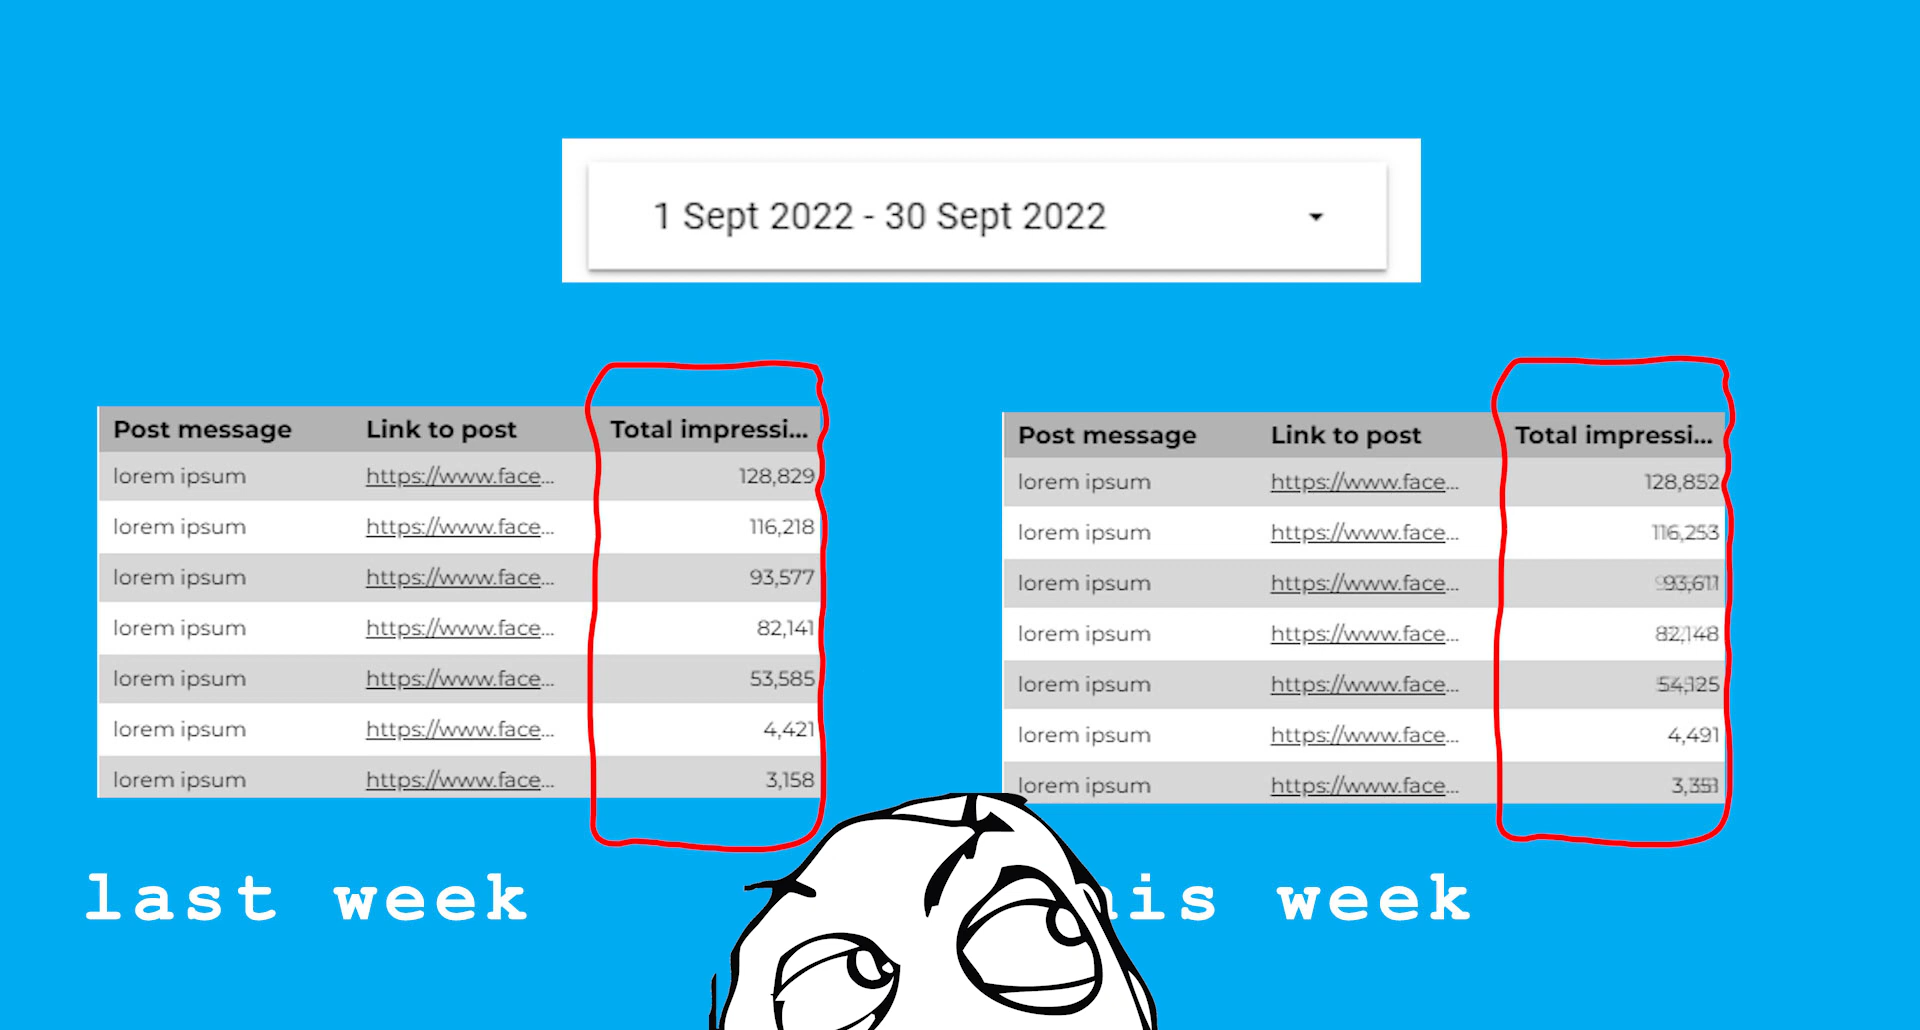 1 Sept 2022 - 30 Sept 2022
Post message Link to post Total impressi...
lorem ipsum https://www.face... 128,829
lorem ipsum https://www.face... 116,218
lorem ipsum https://www.face... 93,577
lorem ipsum https://www.face... 82,141
lorem ipsum https://www.face... 53,585
lorem ipsum https://www.face... 4,421
lorem ipsum https://www.face... 3,158
last week
Post message Link to post Total impressi...
lorem ipsum https://www.face... 128,852
lorem ipsum https://www.face... 116,253
lorem ipsum https://www.face... 93,611
lorem ipsum https://www.face... 82,148
lorem ipsum https://www.face... 54,125
lorem ipsum https://www.face... 4,491
lorem ipsum https://www.face... 3,351
week